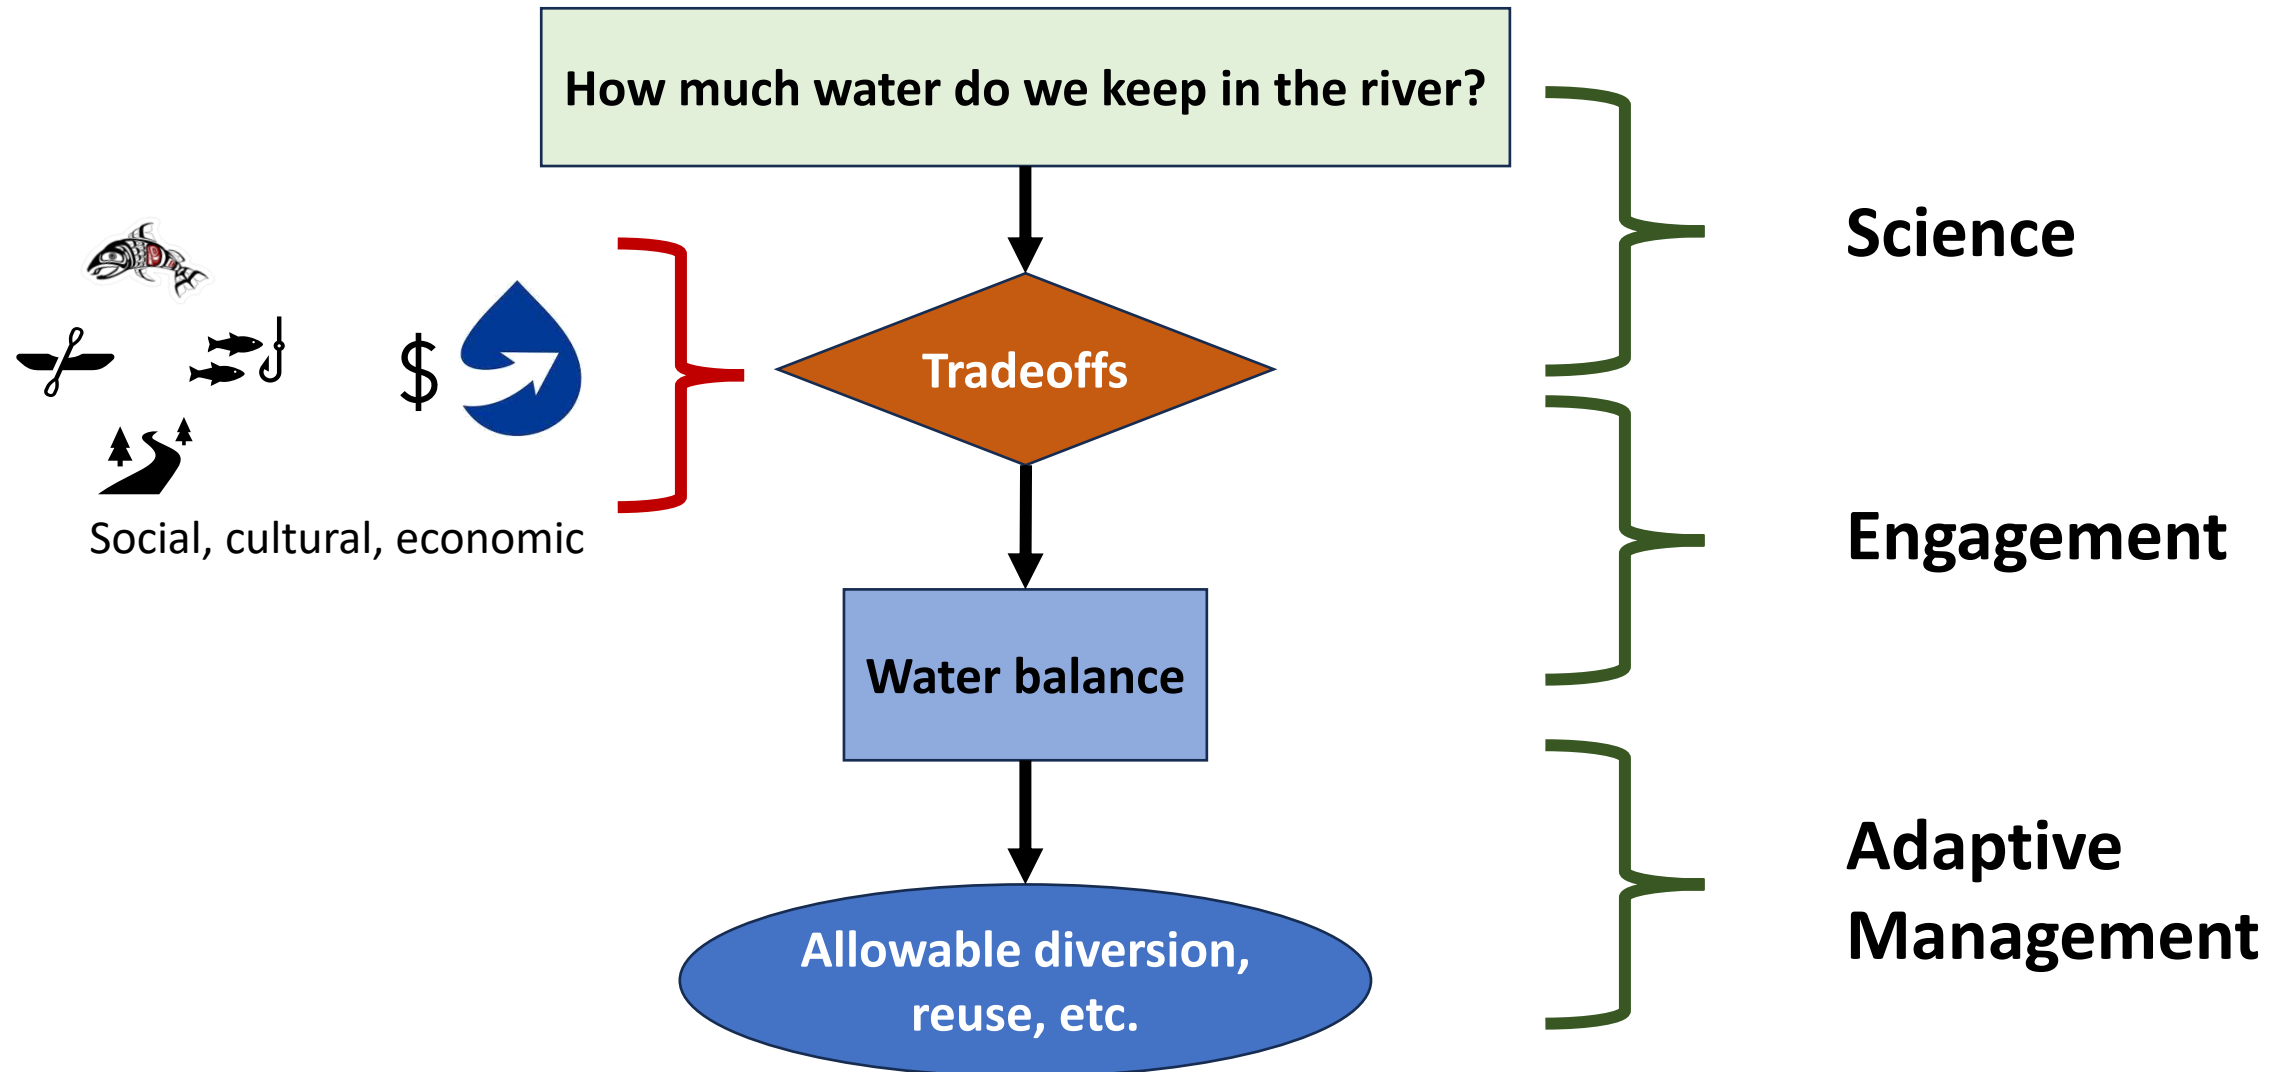 How much water do we keep in the river?
Science
$
Tradeoffs
Social, cultural, economic
Engagement
Water balance
Adaptive
Management
Allowable diversion,
reuse, etc.